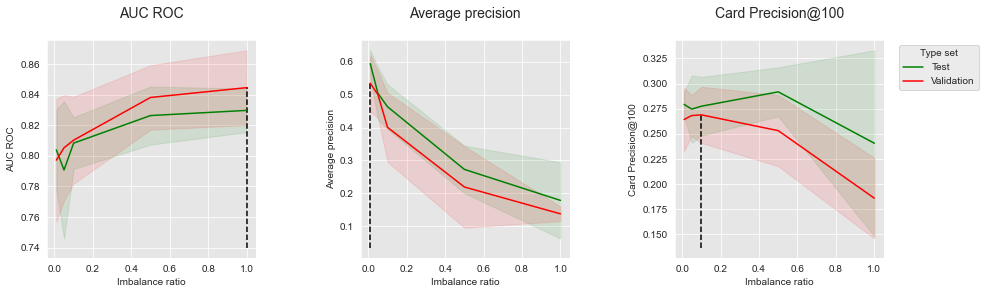 AUC ROC
Average precision
Card Precision@100
AUC ROC
0.86
0.84
0.82
0.80
0.78
0.76
0.74
0.0 0.2 0.4 0.6 0.8 1.0
Imbalance ratio
Average precision
0.6
0.5
0.4
0.3
0.2
0.1
0.0 0.2 0.4 0.6 0.8 1.0
Imbalance ratio
Card Precision@100
0.325
0.300
0.275
0.250
0.225
0.200
0.175
0.150
0.0 0.2 0.4 0.6 0.8 1.0
Imbalance ratio
Type set
Test
Validation